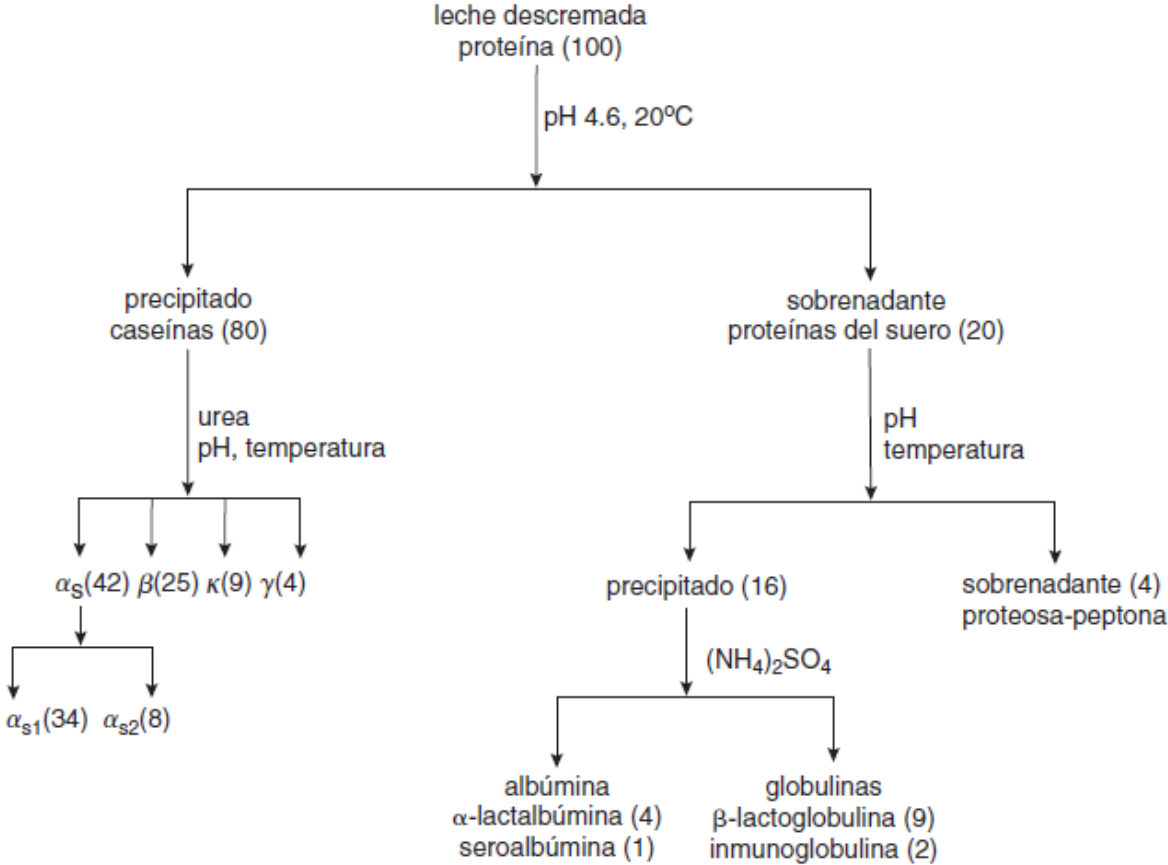 leche descremada
proteína (100)
pH 4.6, 20ºC
precipitado
caseínas (80)
sobrenadante
proteínas del suero (20)
urea
pH, temperatura
pH
temperatura
αs(42) β(25) κ(9) γ(4)
precipitado (16)
sobrenadante (4)
proteosa-peptona
(NH₄)₂SO₄
αs1(34) αs2(8)
albúmina
α-lactalbúmina (4)
seroalbúmina (1)
globulinas
β-lactoglobulina (9)
inmunoglobulina (2)